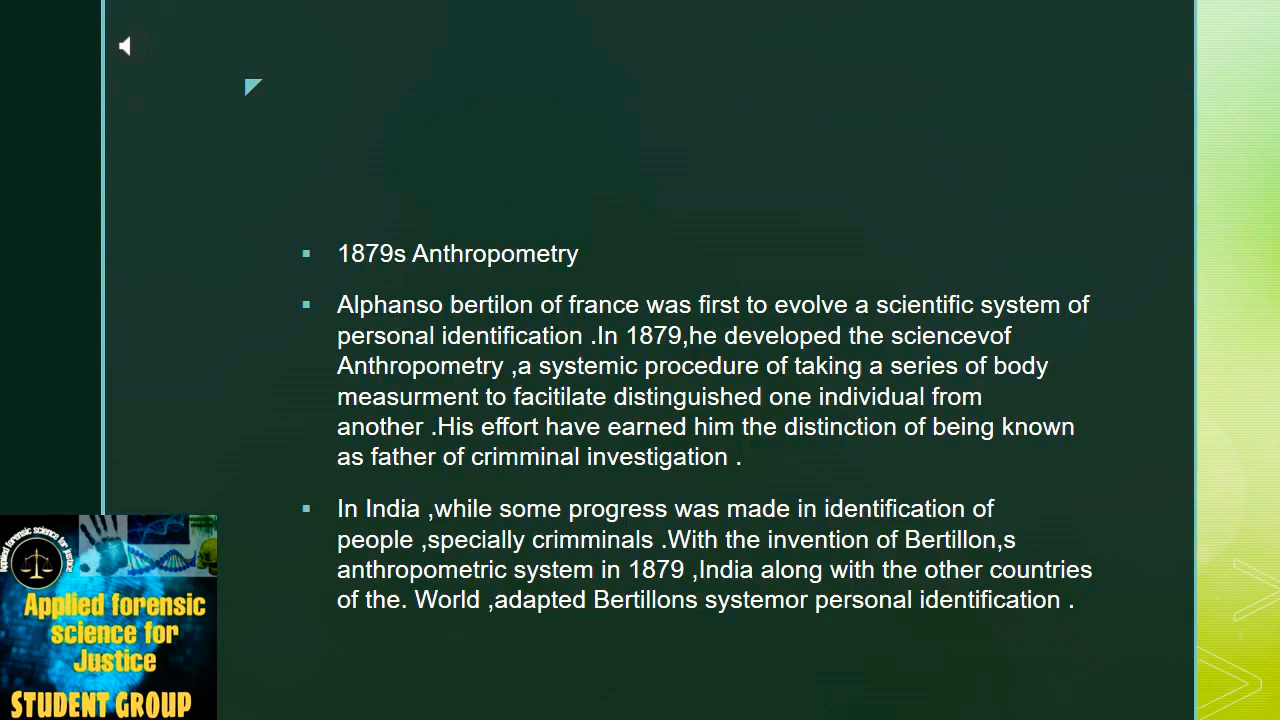 1879s Anthropometry
Alphanso bertilon of france was first to evolve a scientific system of
personal identification .In 1879,he developed the sciencevof
Anthropometry ,a systemic procedure of taking a series of body
measurment to facitilate distinguished one individual from
another .His effort have earned him the distinction of being known
as father of crimminal investigation .
In India ,while some progress was made in identification of
people ,specially crimminals .With the invention of Bertillon,s
anthropometric system in 1879 ,India along with the other countries
of the. World ,adapted Bertillons systemor personal identification .
Applied forensic science for justice
Applied forensic
science for
Justice
STUDENT GROUP